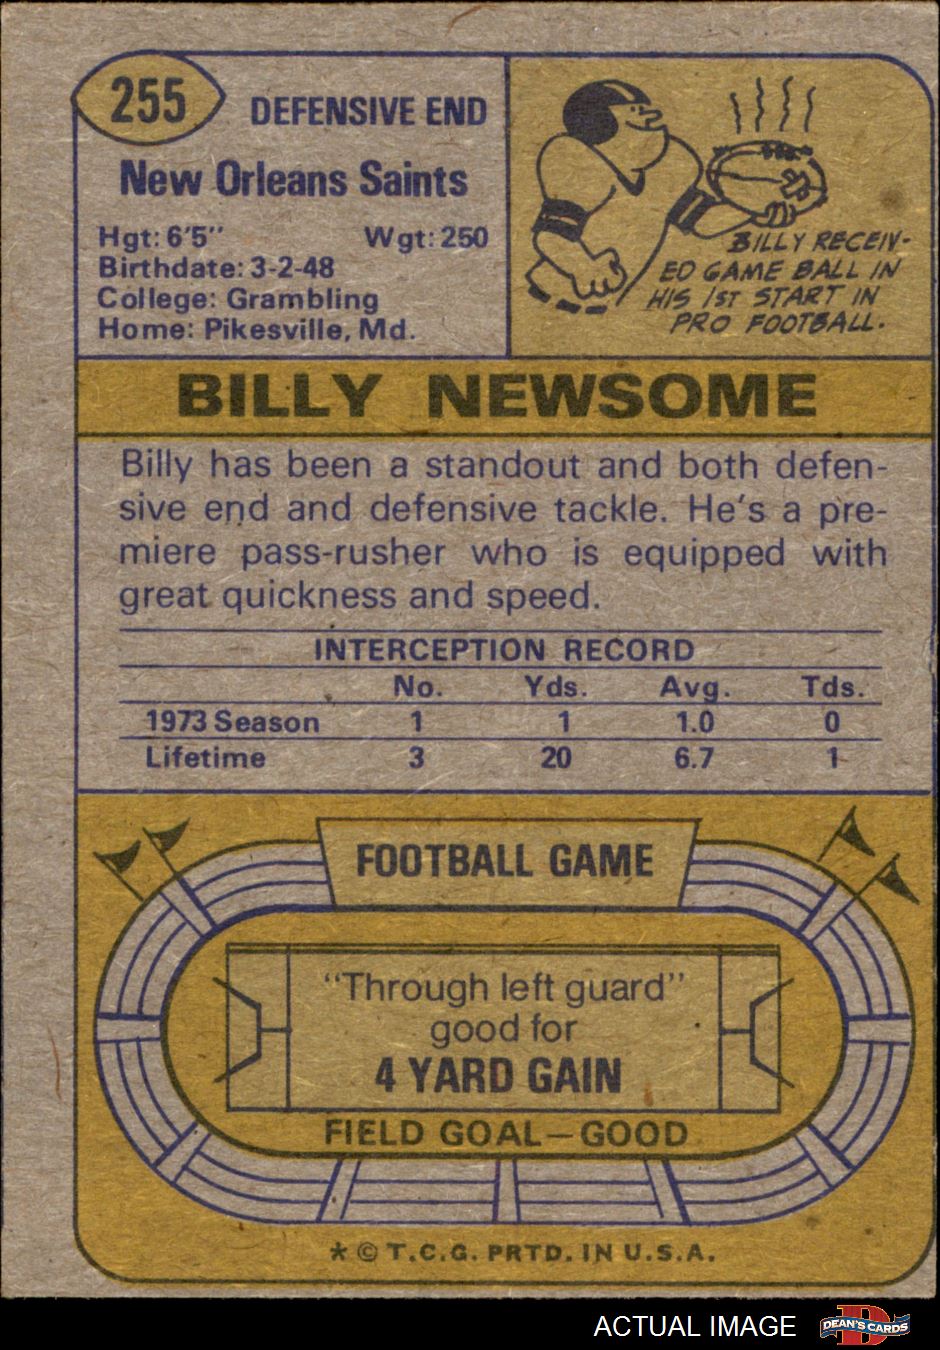 255
DEFENSIVE END
New Orleans Saints
Hgt: 6'5" Wgt: 250
Birthdate: 3-2-48
College: Grambling
Home: Pikesville, Md.
BILLY RECEIV-
ED GAME BALL IN
HIS 1ST START IN
PRO FOOTBALL.
BILLY NEWSOME
Billy has been a standout and both defen-
sive end and defensive tackle. He's a pre-
miere pass-rusher who is equipped with
great quickness and speed.
INTERCEPTION RECORD
No. Yds. Avg. Tds.
1973 Season 1 1 1.0 0
Lifetime 3 20 6.7 1
FOOTBALL GAME
"Through left guard"
good for
4 YARD GAIN
FIELD GOAL—GOOD
* © T.C.G. PRTD. IN U.S.A.
ACTUAL IMAGE
DEAN'S CARDS